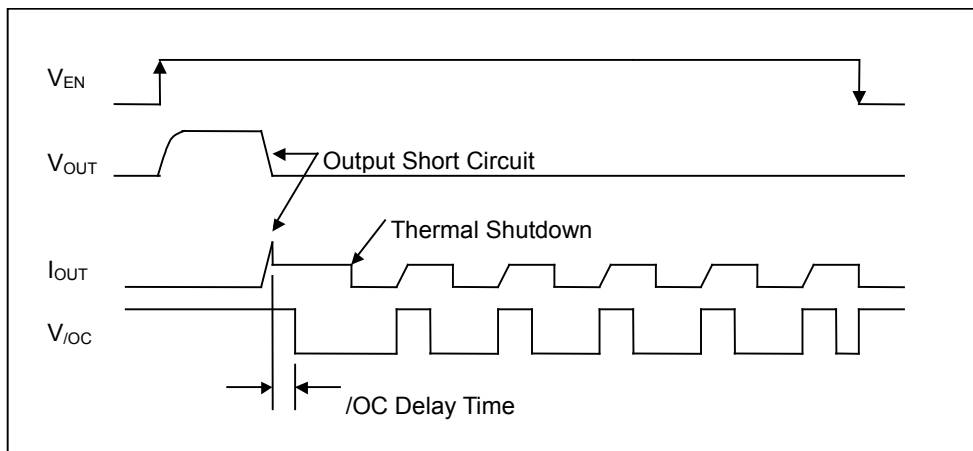 VEN
VOUT
Output Short Circuit
Thermal Shutdown
IOUT
V/OC
/OC Delay Time